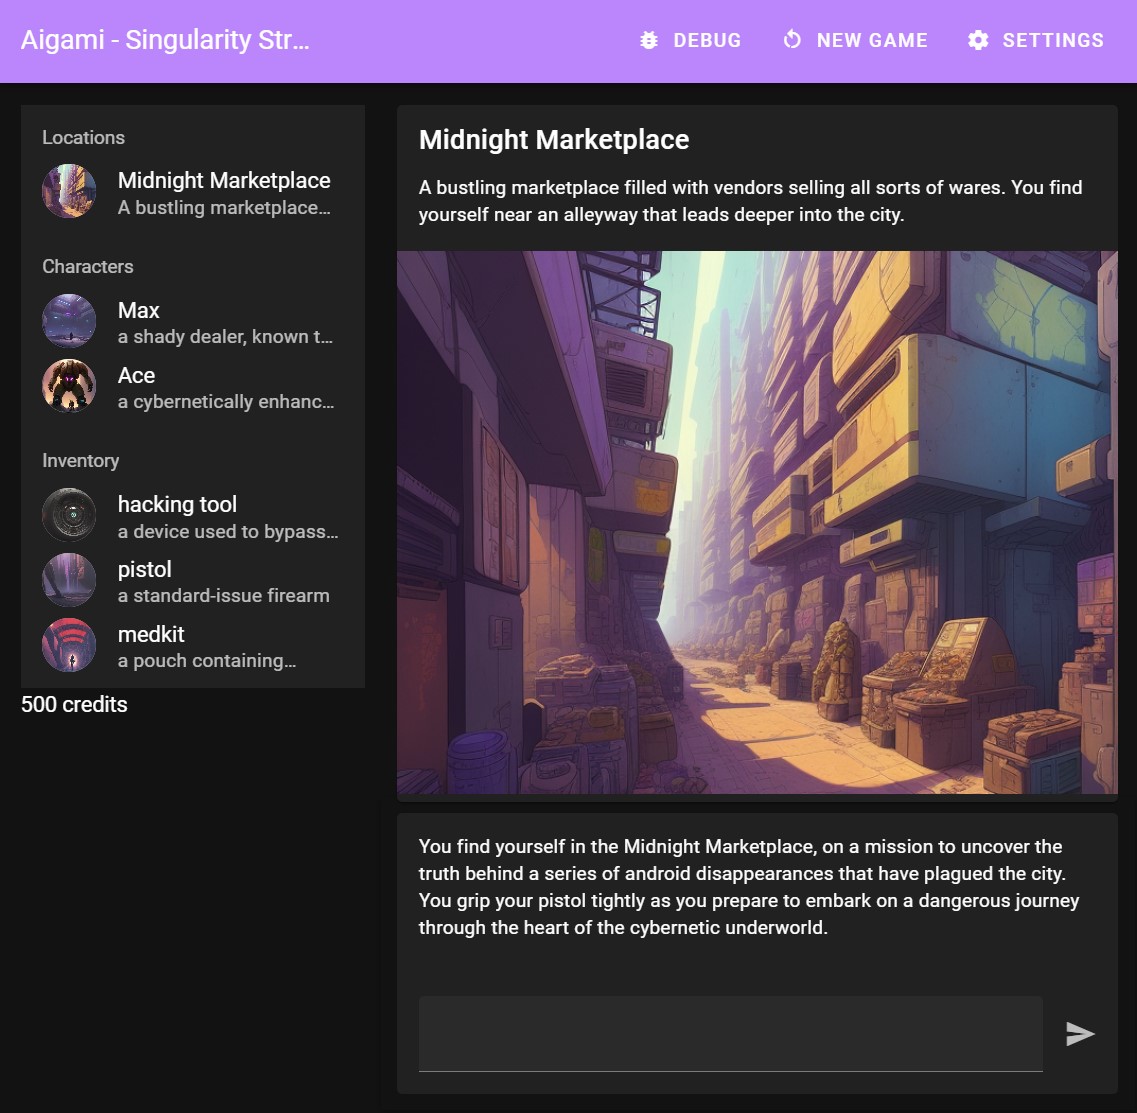 Aigami - Singularity Str...
DEBUG
NEW GAME
SETTINGS
Locations
Midnight Marketplace
A bustling marketplace...
Characters
Max
a shady dealer, known t...
Ace
a cybernetically enhanc...
Inventory
hacking tool
a device used to bypass...
pistol
a standard-issue firearm
medkit
a pouch containing...
500 credits
Midnight Marketplace
A bustling marketplace filled with vendors selling all sorts of wares. You find
yourself near an alleyway that leads deeper into the city.
You find yourself in the Midnight Marketplace, on a mission to uncover the
truth behind a series of android disappearances that have plagued the city.
You grip your pistol tightly as you prepare to embark on a dangerous journey
through the heart of the cybernetic underworld.